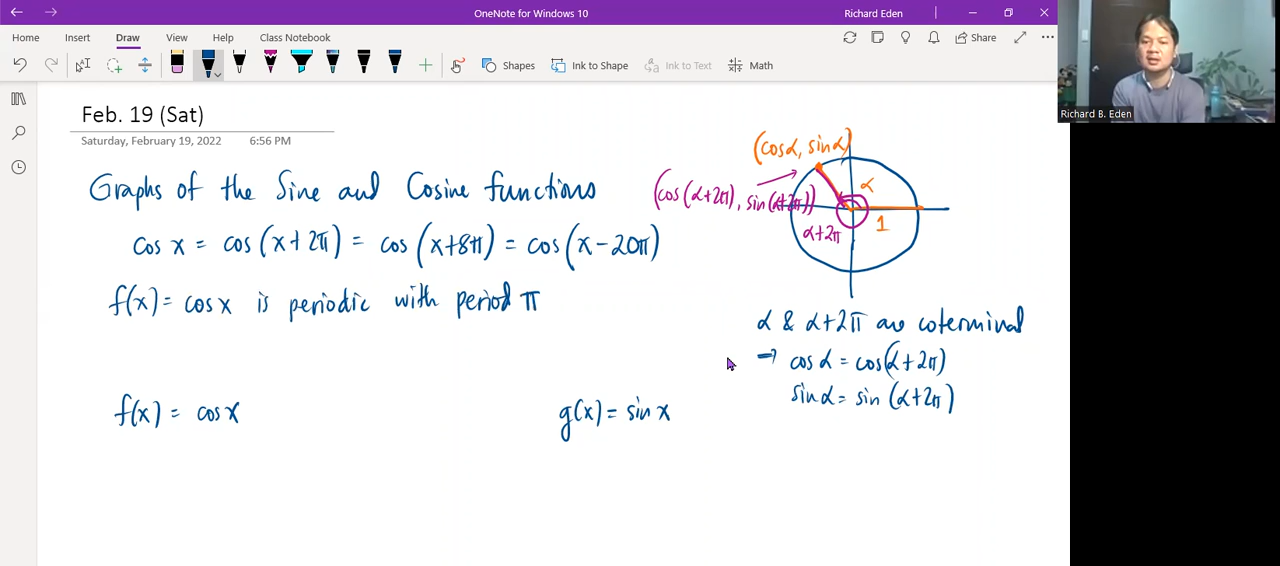 OneNote for Windows 10
Richard Eden
Home Insert Draw View Help Class Notebook
Share
Shapes
Ink to Shape
Ink to Text
Math
Richard B. Eden
Feb. 19 (Sat)
Saturday, February 19, 2022 6:56 PM
Graphs of the Sine and Cosine functions
cos x = cos(x+2π) = cos(x+8π) = cos(x-20π)
f(x) = cos x is periodic with period π
f(x) = cos x
g(x) = sin x
(cos α, sin α)
(cos(α+2π), sin(α+2π))
α
1
α+2π
α & α+2π are coterminal
→ cos α = cos(α+2π)
sin α = sin(α+2π)